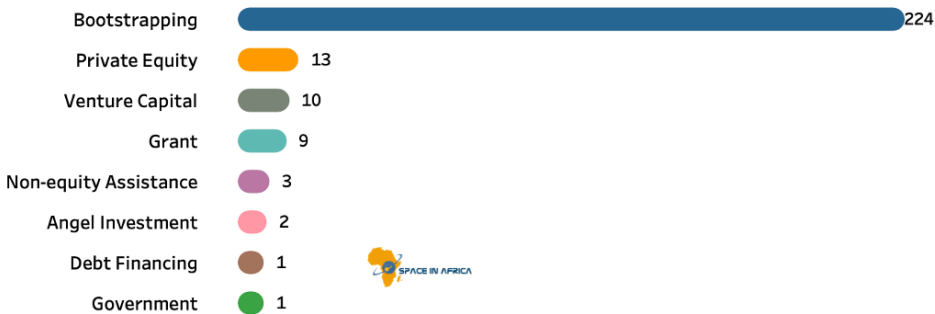 Bootstrapping 224
Private Equity 13
Venture Capital 10
Grant 9
Non-equity Assistance 3
Angel Investment 2
Debt Financing 1
SPACE IN AFRICA
Government 1